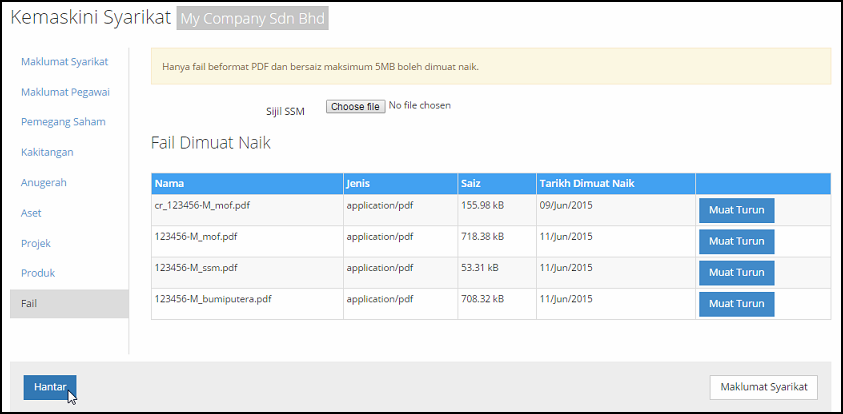 Kemaskini Syarikat My Company Sdn Bhd
Maklumat Syarikat
Maklumat Pegawai
Pemegang Saham
Kakitangan
Anugerah
Aset
Projek
Produk
Fail
Hanya fail beformat PDF dan bersaiz maksimum 5MB boleh dimuat naik.
Sijil SSM Choose file No file chosen
Fail Dimuat Naik
Nama Jenis Saiz Tarikh Dimuat Naik
cr_123456-M_mof.pdf application/pdf 155.98 kB 09/Jun/2015 Muat Turun
123456-M_mof.pdf application/pdf 718.38 kB 11/Jun/2015 Muat Turun
123456-M_ssm.pdf application/pdf 53.31 kB 11/Jun/2015 Muat Turun
123456-M_bumiputera.pdf application/pdf 708.32 kB 11/Jun/2015 Muat Turun
Hantar Maklumat Syarikat